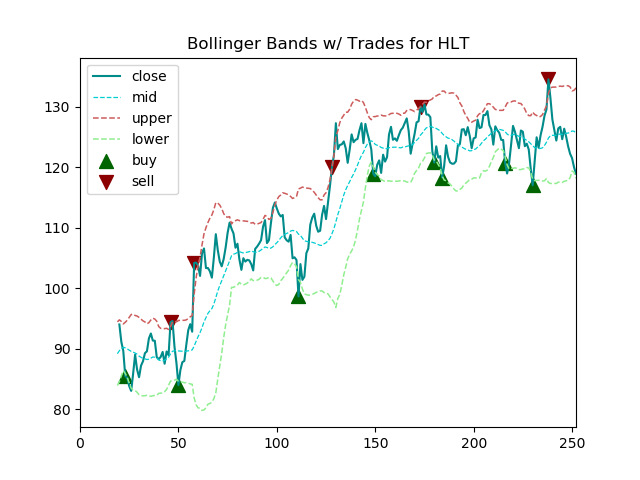 Bollinger Bands w/ Trades for HLT
close
mid
upper
lower
buy
sell
130
120
110
100
90
80
0 50 100 150 200 250